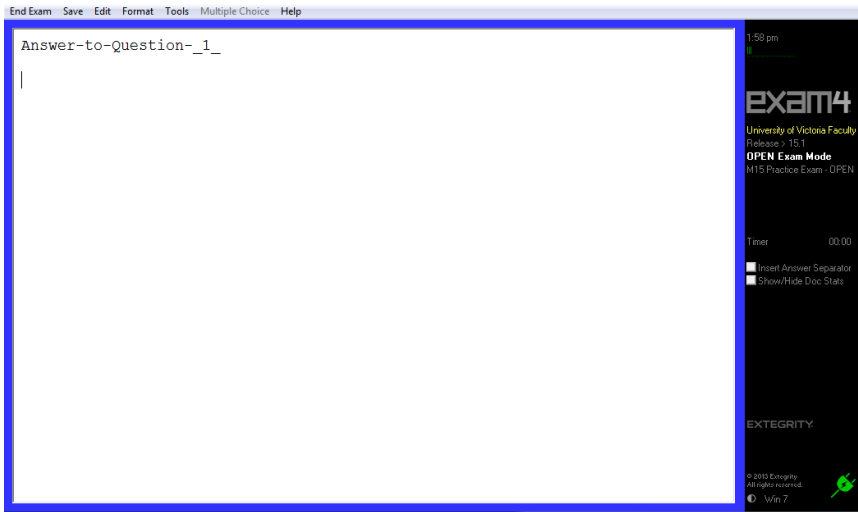 End Exam Save Edit Format Tools Multiple Choice Help
Answer-to-Question-_1_
1:58 pm
exam4
University of Victoria Faculty
Release > 15.1
OPEN Exam Mode
M15 Practice Exam - OPEN
Timer 00:00
Insert Answer Separator
Show/Hide Doc Stats
EXTEGRITY
© 2013 Extegrity
All rights reserved.
Win 7